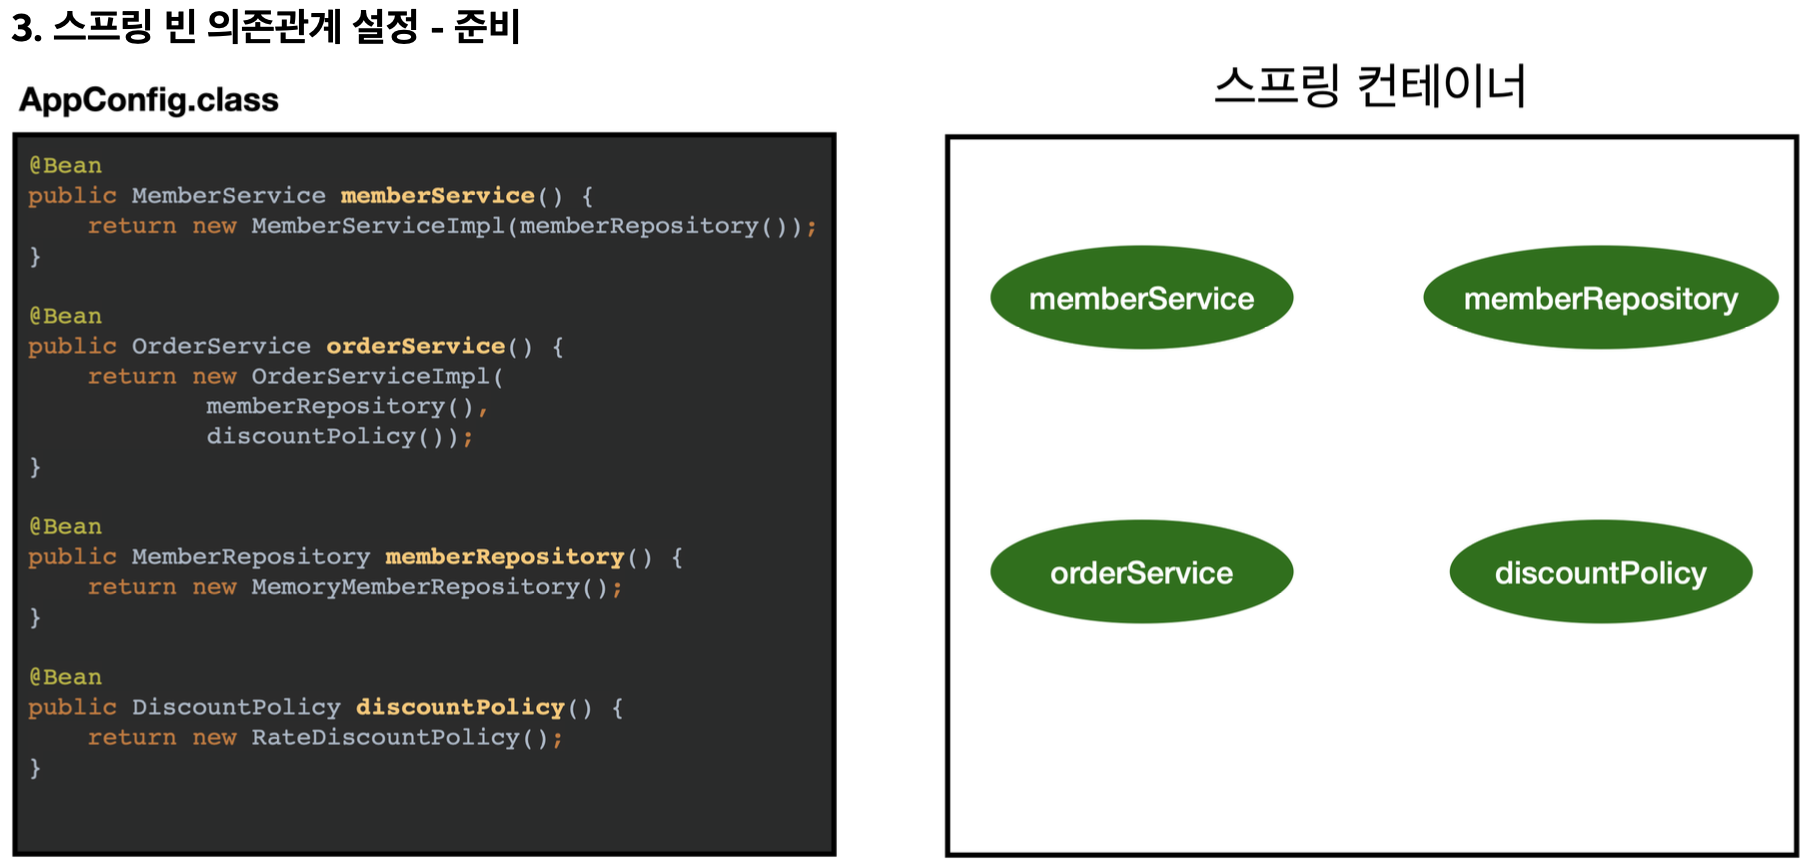 3. 스프링 빈 의존관계 설정 - 준비
AppConfig.class
@Bean
public MemberService memberService() {
    return new MemberServiceImpl(memberRepository());
}
@Bean
public OrderService orderService() {
    return new OrderServiceImpl(
            memberRepository(),
            discountPolicy());
}
@Bean
public MemberRepository memberRepository() {
    return new MemoryMemberRepository();
}
@Bean
public DiscountPolicy discountPolicy() {
    return new RateDiscountPolicy();
}
스프링 컨테이너
memberService
memberRepository
orderService
discountPolicy